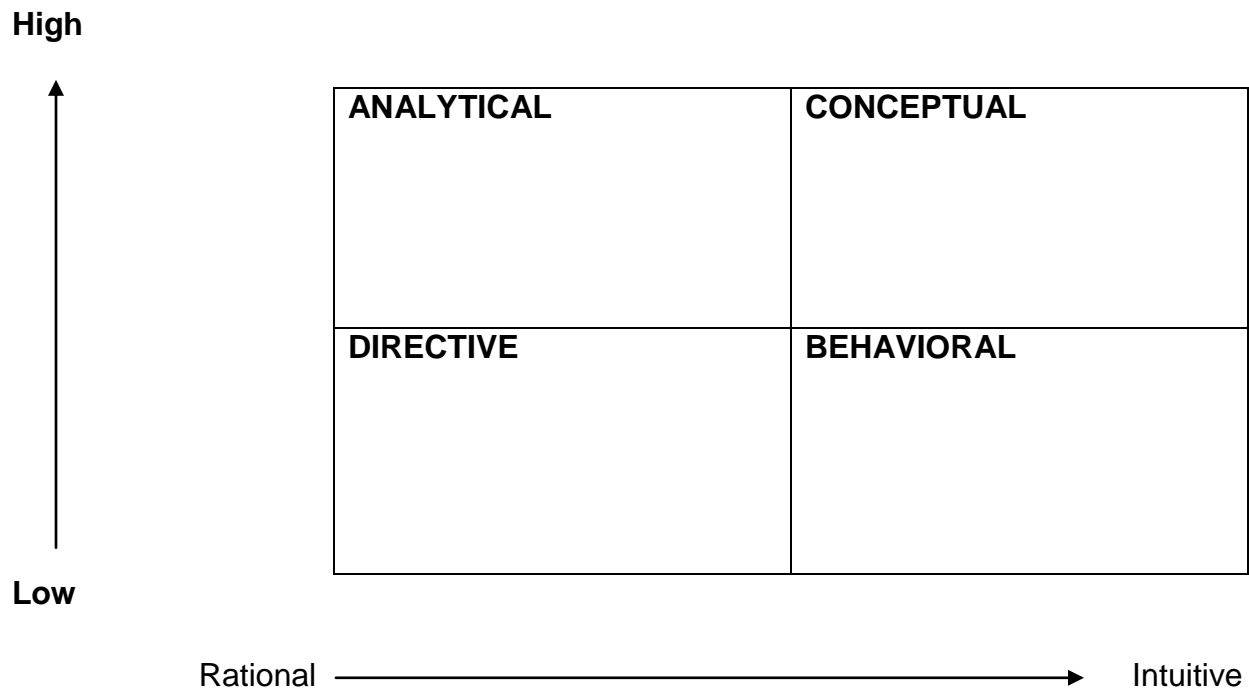 High
ANALYTICAL
CONCEPTUAL
DIRECTIVE
BEHAVIORAL
Low
Rational
Intuitive